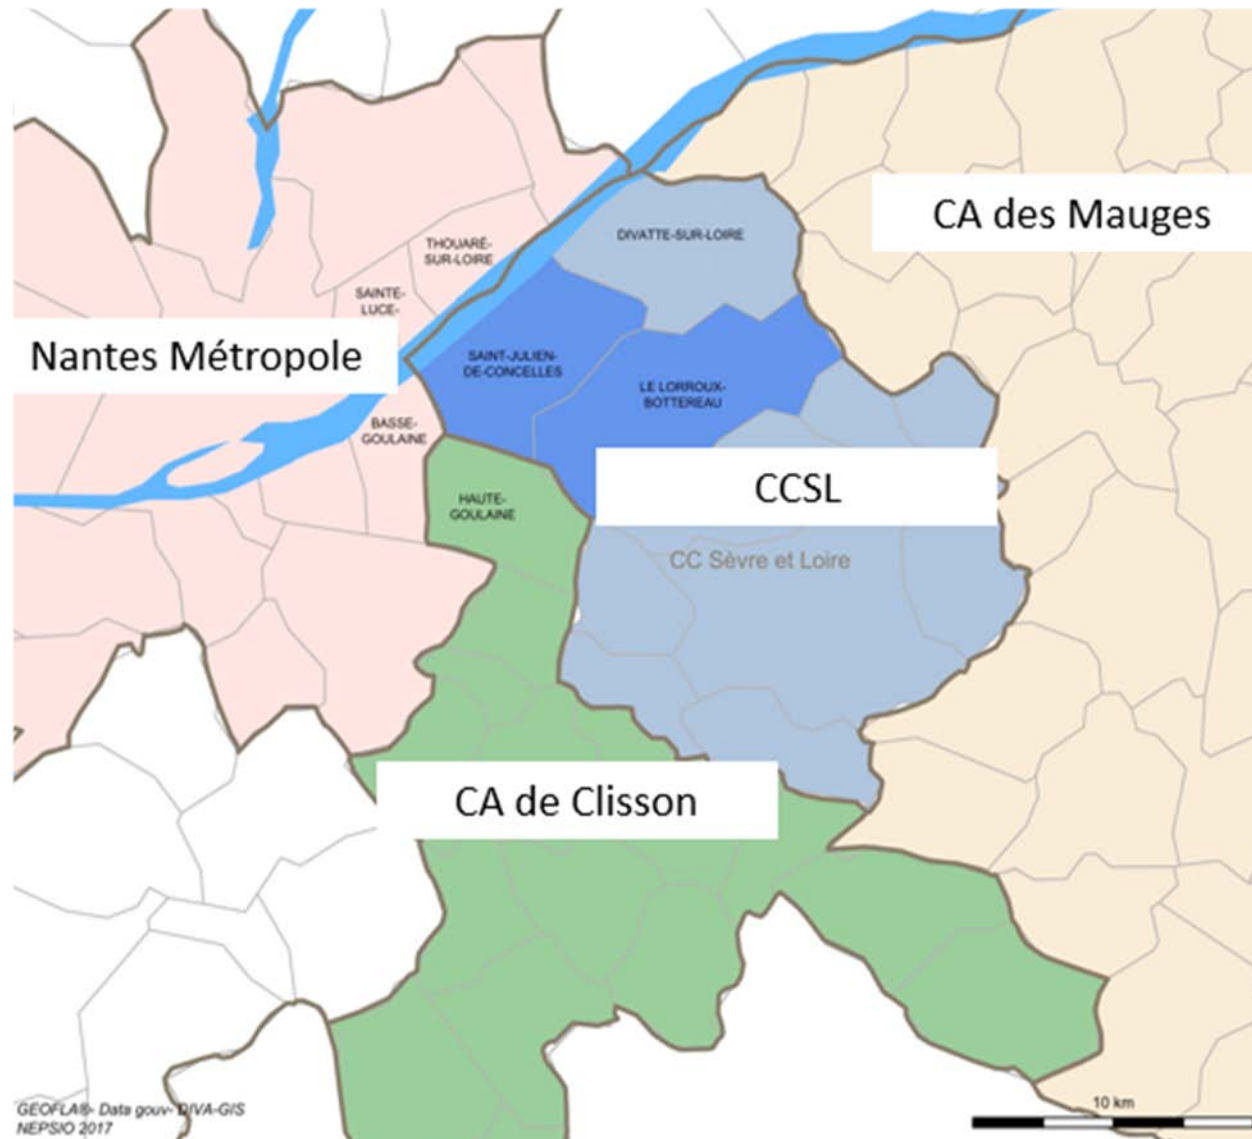 CA des Mauges
DIVATTE-SUR-LOIRE
THOUARÉ-
SUR-LOIRE
SAINTE-
LUCE-
Nantes Métropole
SAINT-JULIEN-
DE-CONCELLES
LE LORROUX-
BOTTEREAU
BASSE-
GOULAINE
CCSL
HAUTE-
GOULAINE
CC Sèvre et Loire
CA de Clisson
10 km
GEOFLA®- Data gouv- DIVA-GIS
NEPSIO 2017